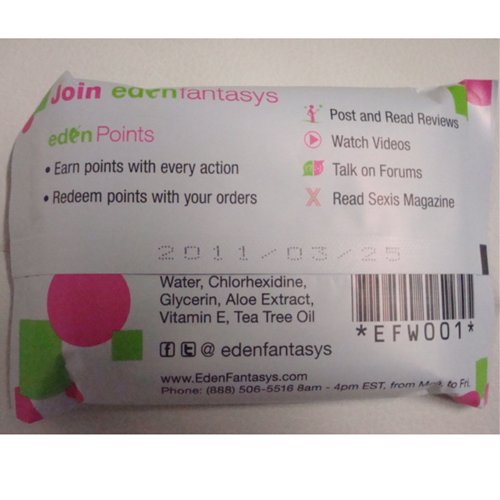 Join edenfantasys
eden Points
• Earn points with every action
• Redeem points with your orders
Post and Read Reviews
Watch Videos
Talk on Forums
Read Sexis Magazine
2011/03/25
Water, Chlorhexidine,
Glycerin, Aloe Extract,
Vitamin E, Tea Tree Oil
*EFW001*
@ edenfantasys
www.EdenFantasys.com
Phone: (888) 506-5516 8am - 4pm EST, from Mon. to Fri.